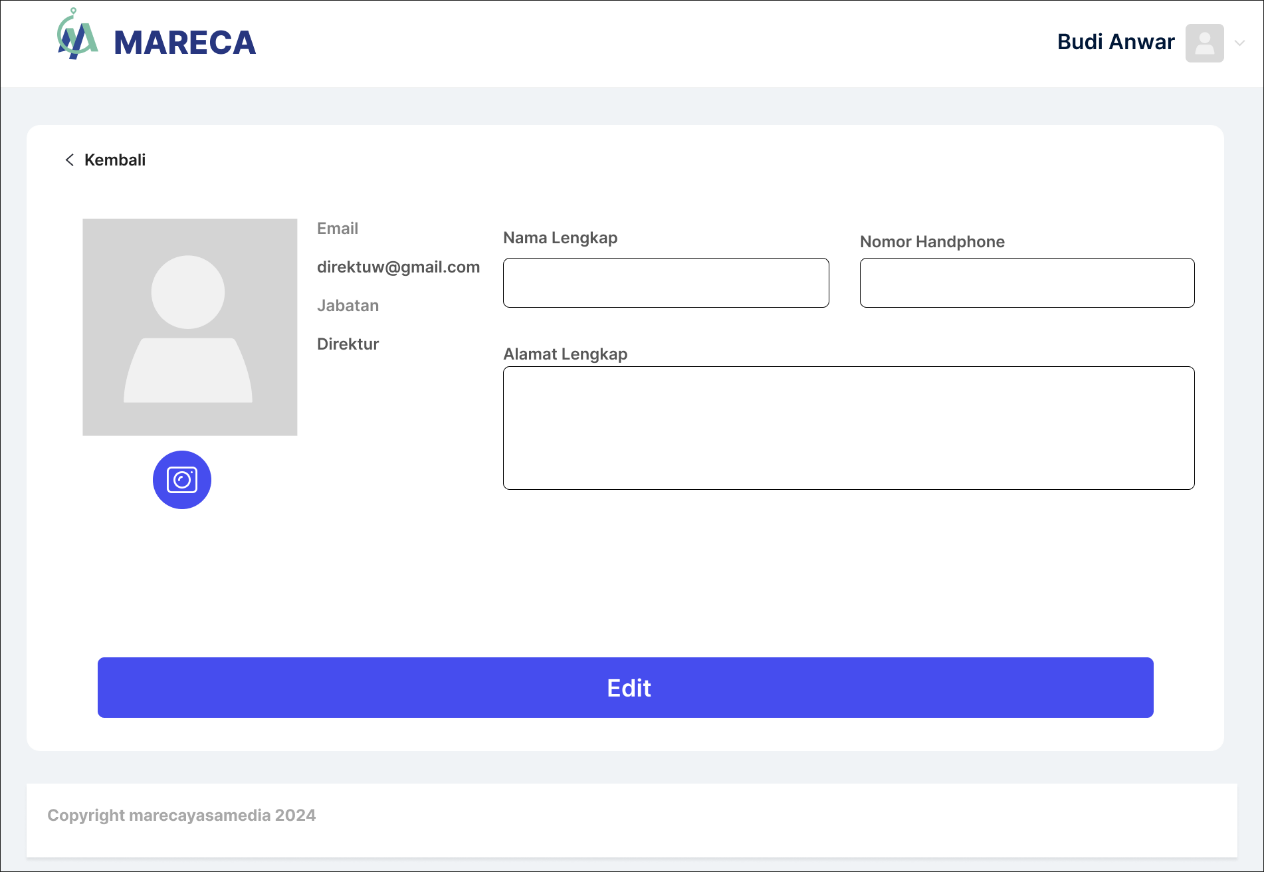 MARECA
Budi Anwar
Kembali
Email
direktuw@gmail.com
Jabatan
Direktur
Nama Lengkap
Nomor Handphone
Alamat Lengkap
Edit
Copyright marecayasamedia 2024